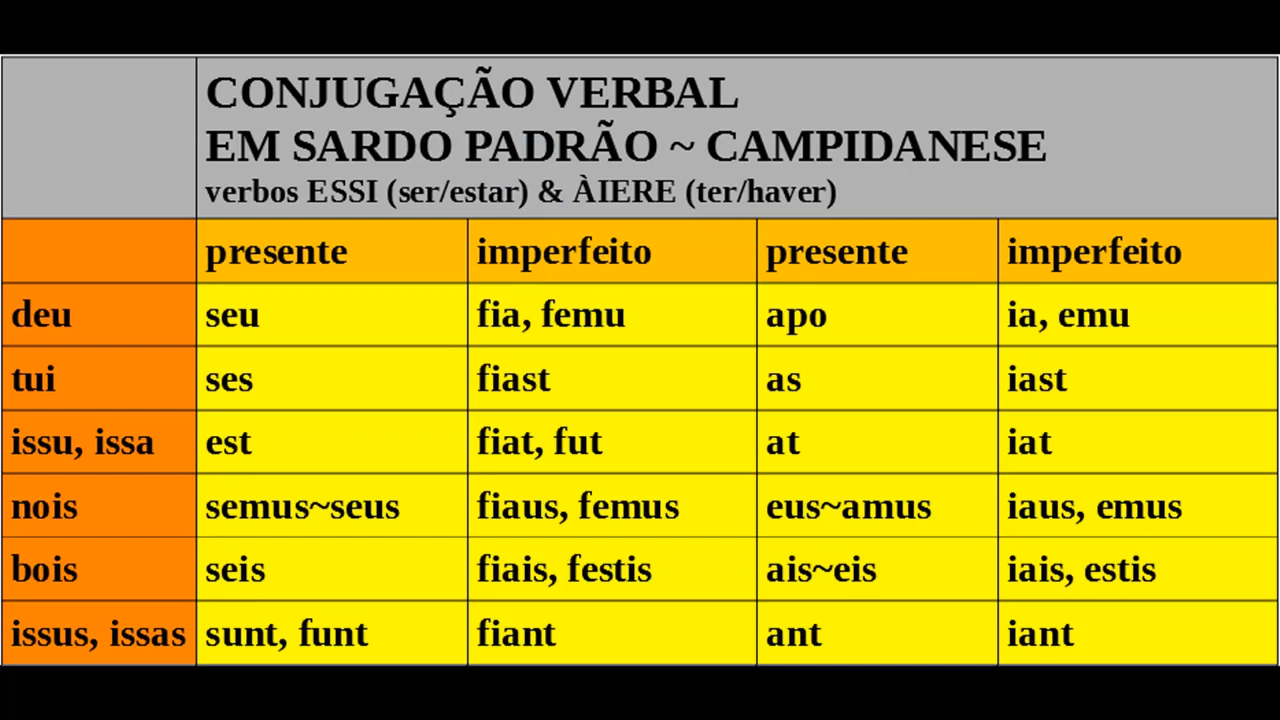 CONJUGAÇÃO VERBAL
EM SARDO PADRÃO ~ CAMPIDANESE
verbos ESSI (ser/estar) & ÀIERE (ter/haver)
presente imperfeito presente imperfeito
deu seu fia, femu apo ia, emu
tui ses fiast as iast
issu, issa est fiat, fut at iat
nois semus~seus fiaus, femus eus~amus iaus, emus
bois seis fiais, festis ais~eis iais, estis
issus, issas sunt, funt fiant ant iant